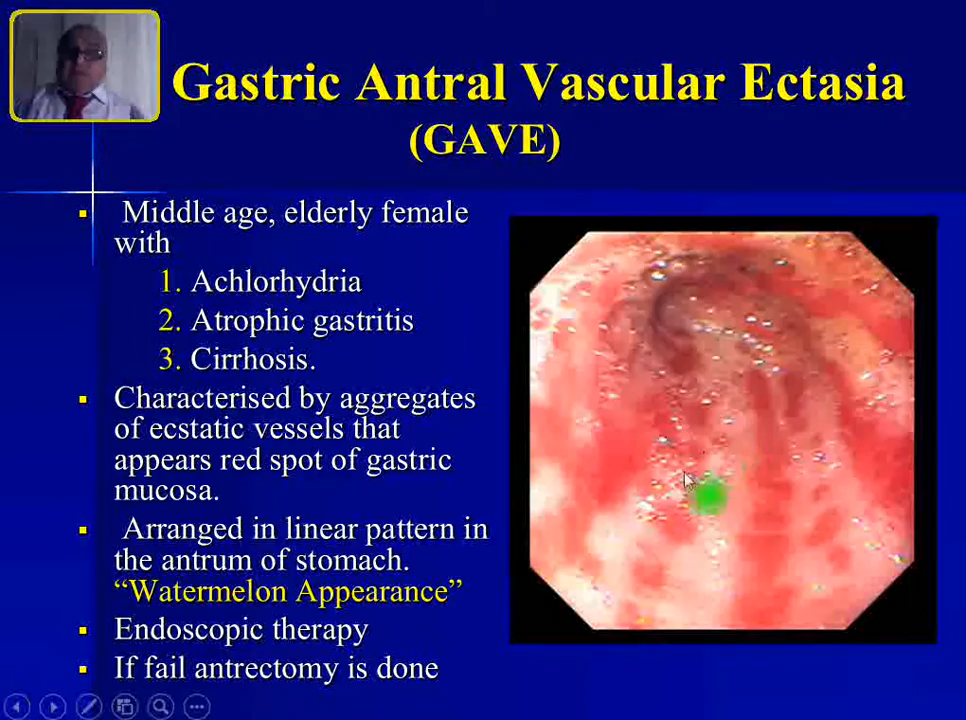 Gastric Antral Vascular Ectasia
(GAVE)
Middle age, elderly female
with
1. Achlorhydria
2. Atrophic gastritis
3. Cirrhosis.
Characterised by aggregates
of ecstatic vessels that
appears red spot of gastric
mucosa.
Arranged in linear pattern in
the antrum of stomach.
“Watermelon Appearance”
Endoscopic therapy
If fail antrectomy is done